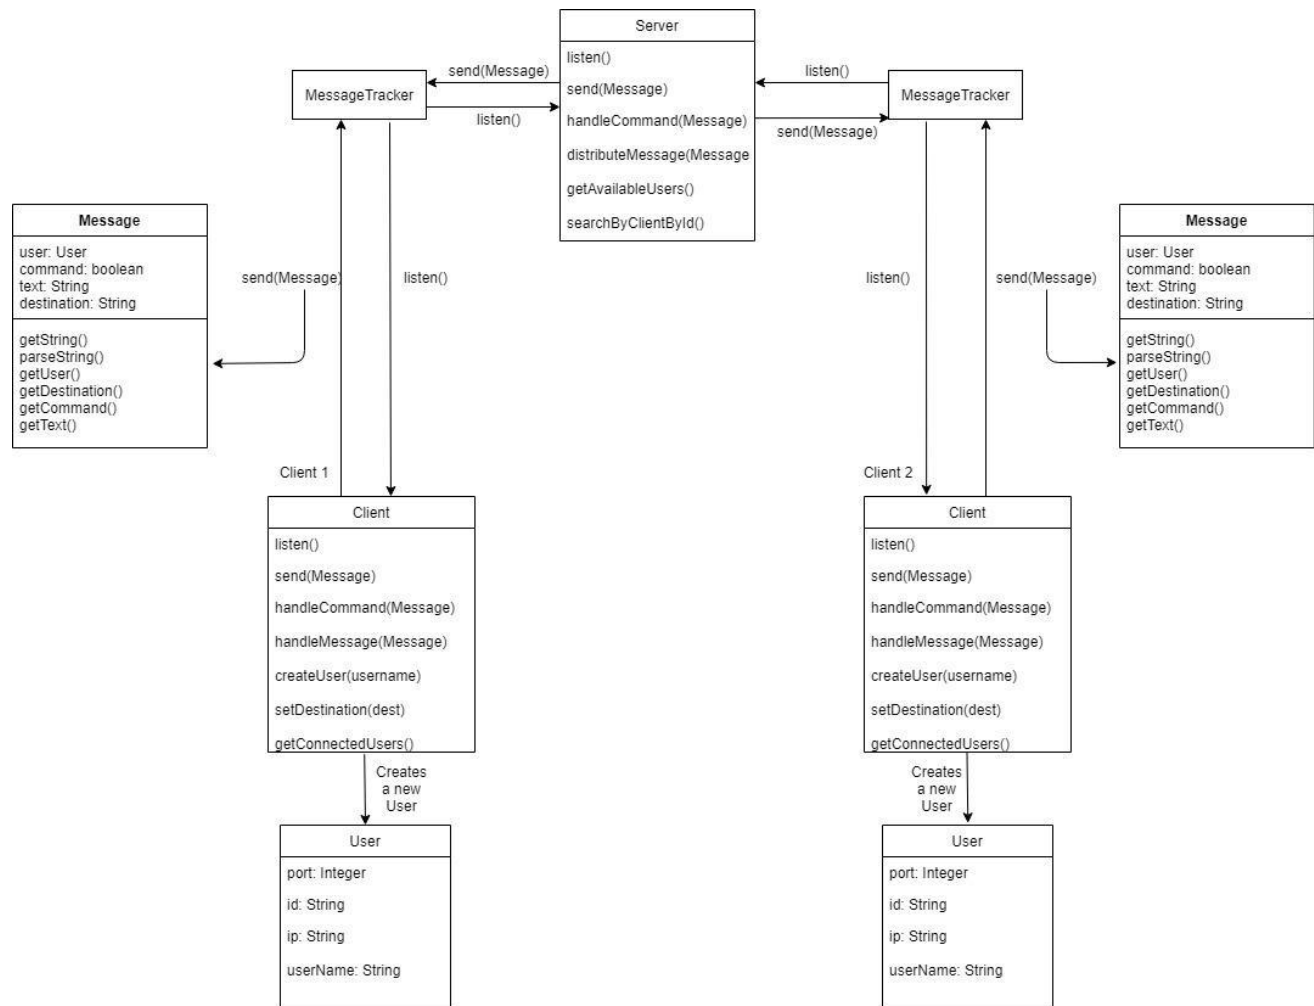 Server
listen()
send(Message)
handleCommand(Message)
distributeMessage(Message
getAvailableUsers()
searchByClientById()
send(Message)
listen()
MessageTracker
listen()
send(Message)
MessageTracker
Message
user: User
command: boolean
text: String
destination: String
getString()
parseString()
getUser()
getDestination()
getCommand()
getText()
send(Message)
listen()
listen()
send(Message)
Message
user: User
command: boolean
text: String
destination: String
getString()
parseString()
getUser()
getDestination()
getCommand()
getText()
Client 1
Client
listen()
send(Message)
handleCommand(Message)
handleMessage(Message)
createUser(username)
setDestination(dest)
getConnectedUsers()
Creates
a new
User
User
port: Integer
id: String
ip: String
userName: String
Client 2
Client
listen()
send(Message)
handleCommand(Message)
handleMessage(Message)
createUser(username)
setDestination(dest)
getConnectedUsers()
Creates
a new
User
User
port: Integer
id: String
ip: String
userName: String